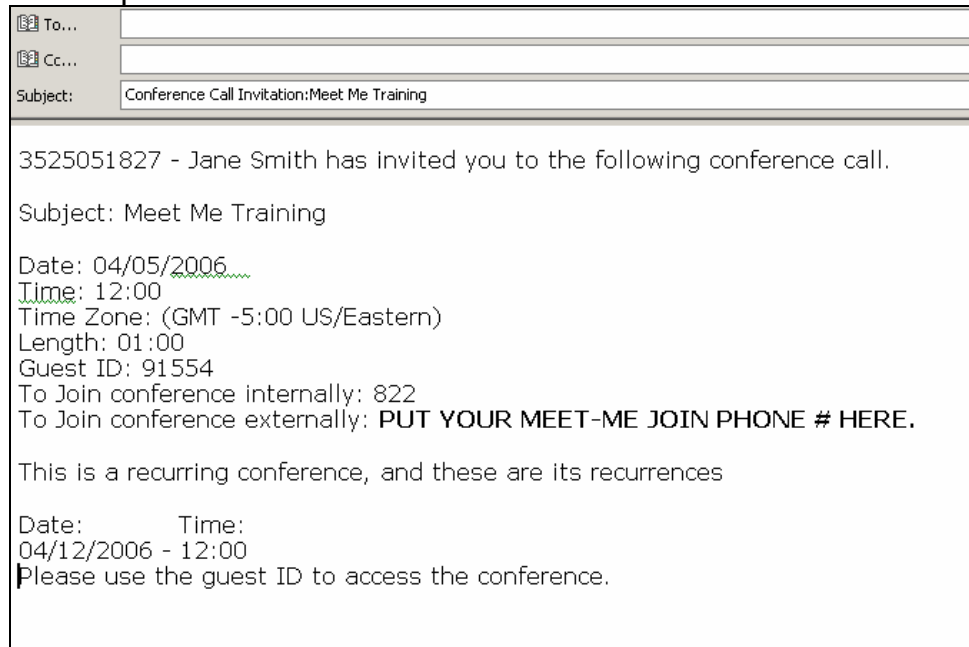 To...
Cc...
Subject: Conference Call Invitation:Meet Me Training
3525051827 - Jane Smith has invited you to the following conference call.
Subject: Meet Me Training
Date: 04/05/2006
Time: 12:00
Time Zone: (GMT -5:00 US/Eastern)
Length: 01:00
Guest ID: 91554
To Join conference internally: 822
To Join conference externally: PUT YOUR MEET-ME JOIN PHONE # HERE.
This is a recurring conference, and these are its recurrences
Date: Time:
04/12/2006 - 12:00
Please use the guest ID to access the conference.